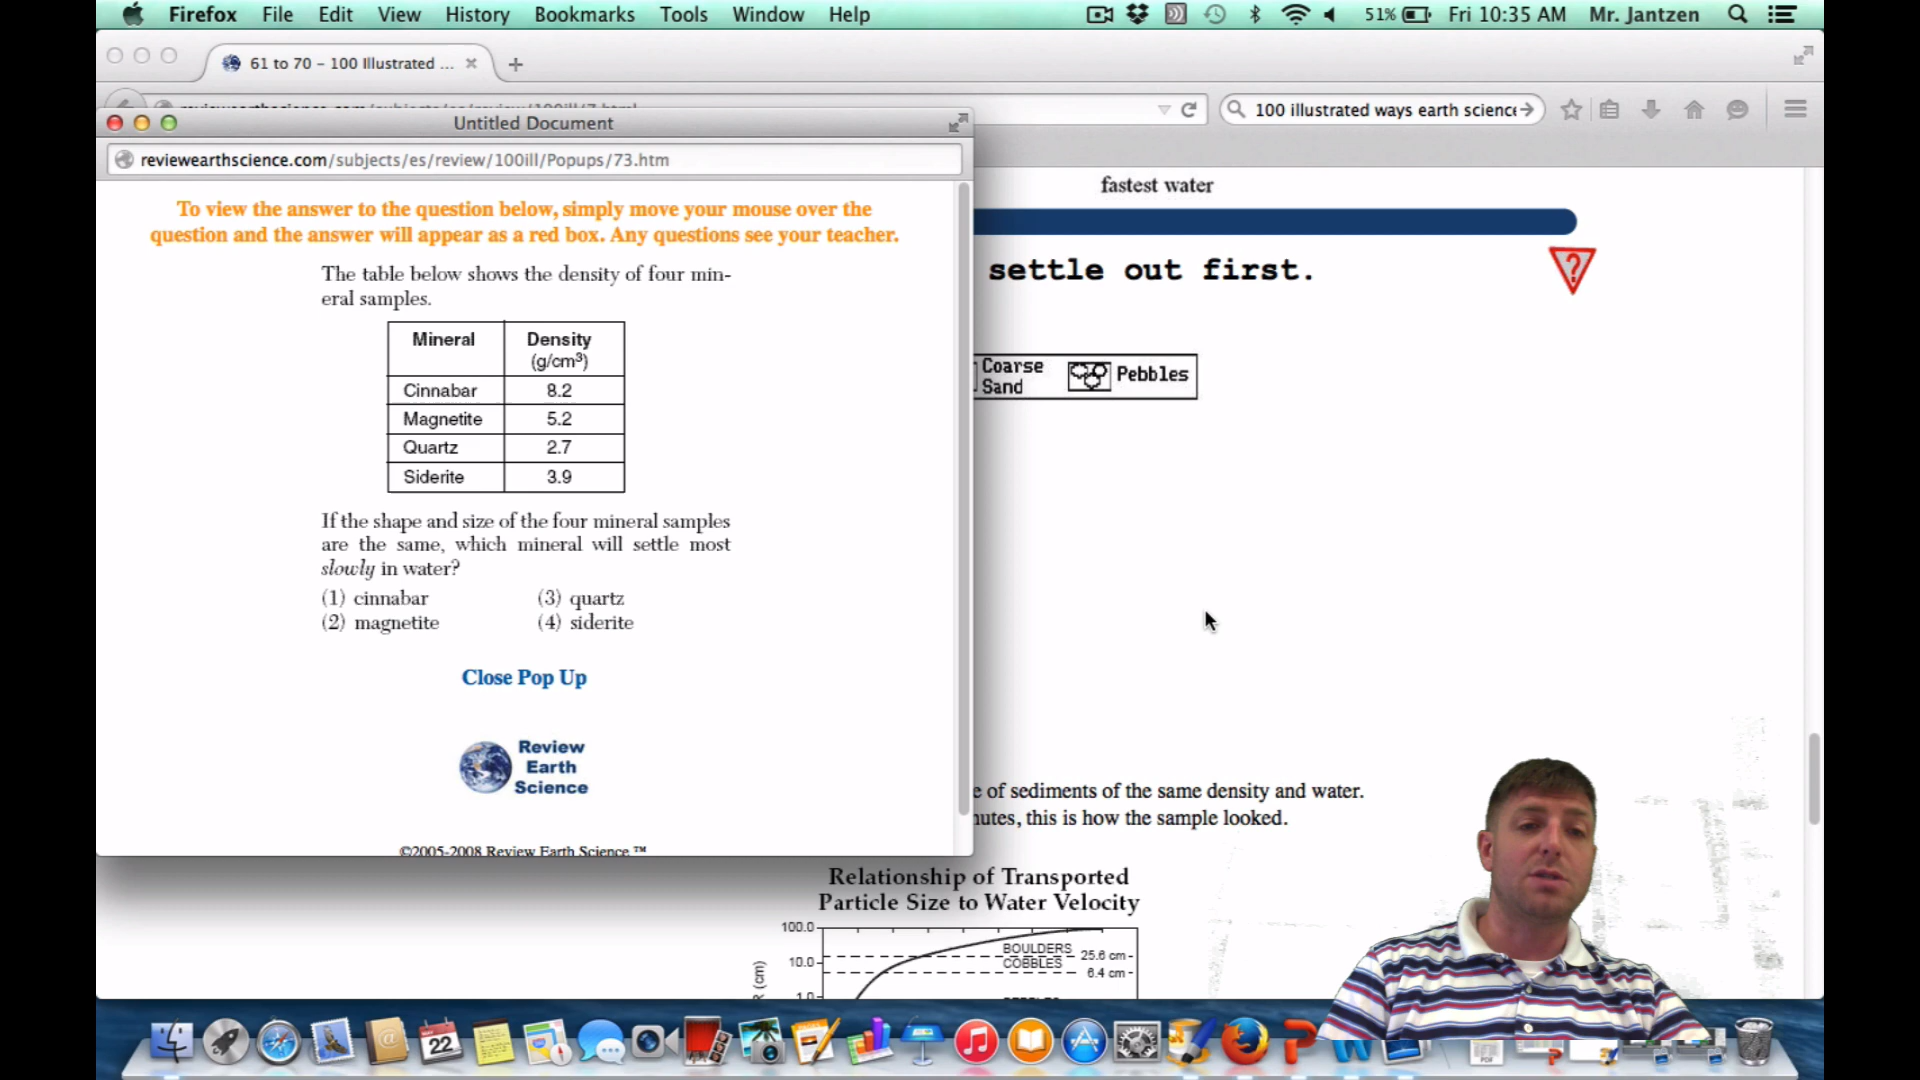 Firefox File Edit View History Bookmarks Tools Window Help 51% Fri 10:35 AM Mr. Jantzen
61 to 70 – 100 Illustrated ...
100 illustrated ways earth science
Untitled Document
reviewearthscience.com/subjects/es/review/100ill/Popups/73.htm
To view the answer to the question below, simply move your mouse over the
question and the answer will appear as a red box. Any questions see your teacher.
The table below shows the density of four min-
eral samples.
Mineral Density
(g/cm³)
Cinnabar 8.2
Magnetite 5.2
Quartz 2.7
Siderite 3.9
If the shape and size of the four mineral samples
are the same, which mineral will settle most
slowly in water?
(1) cinnabar (3) quartz
(2) magnetite (4) siderite
Close Pop Up
Review
Earth
Science
©2005-2008 Review Earth Science.™
fastest water
settle out first.
?
Coarse
Sand
Pebbles
of sediments of the same density and water.
this is how the sample looked.
Relationship of Transported
Particle Size to Water Velocity
100.0
BOULDERS 25.6 cm
10.0 COBBLES
6.4 cm
(cm)
22
PDF